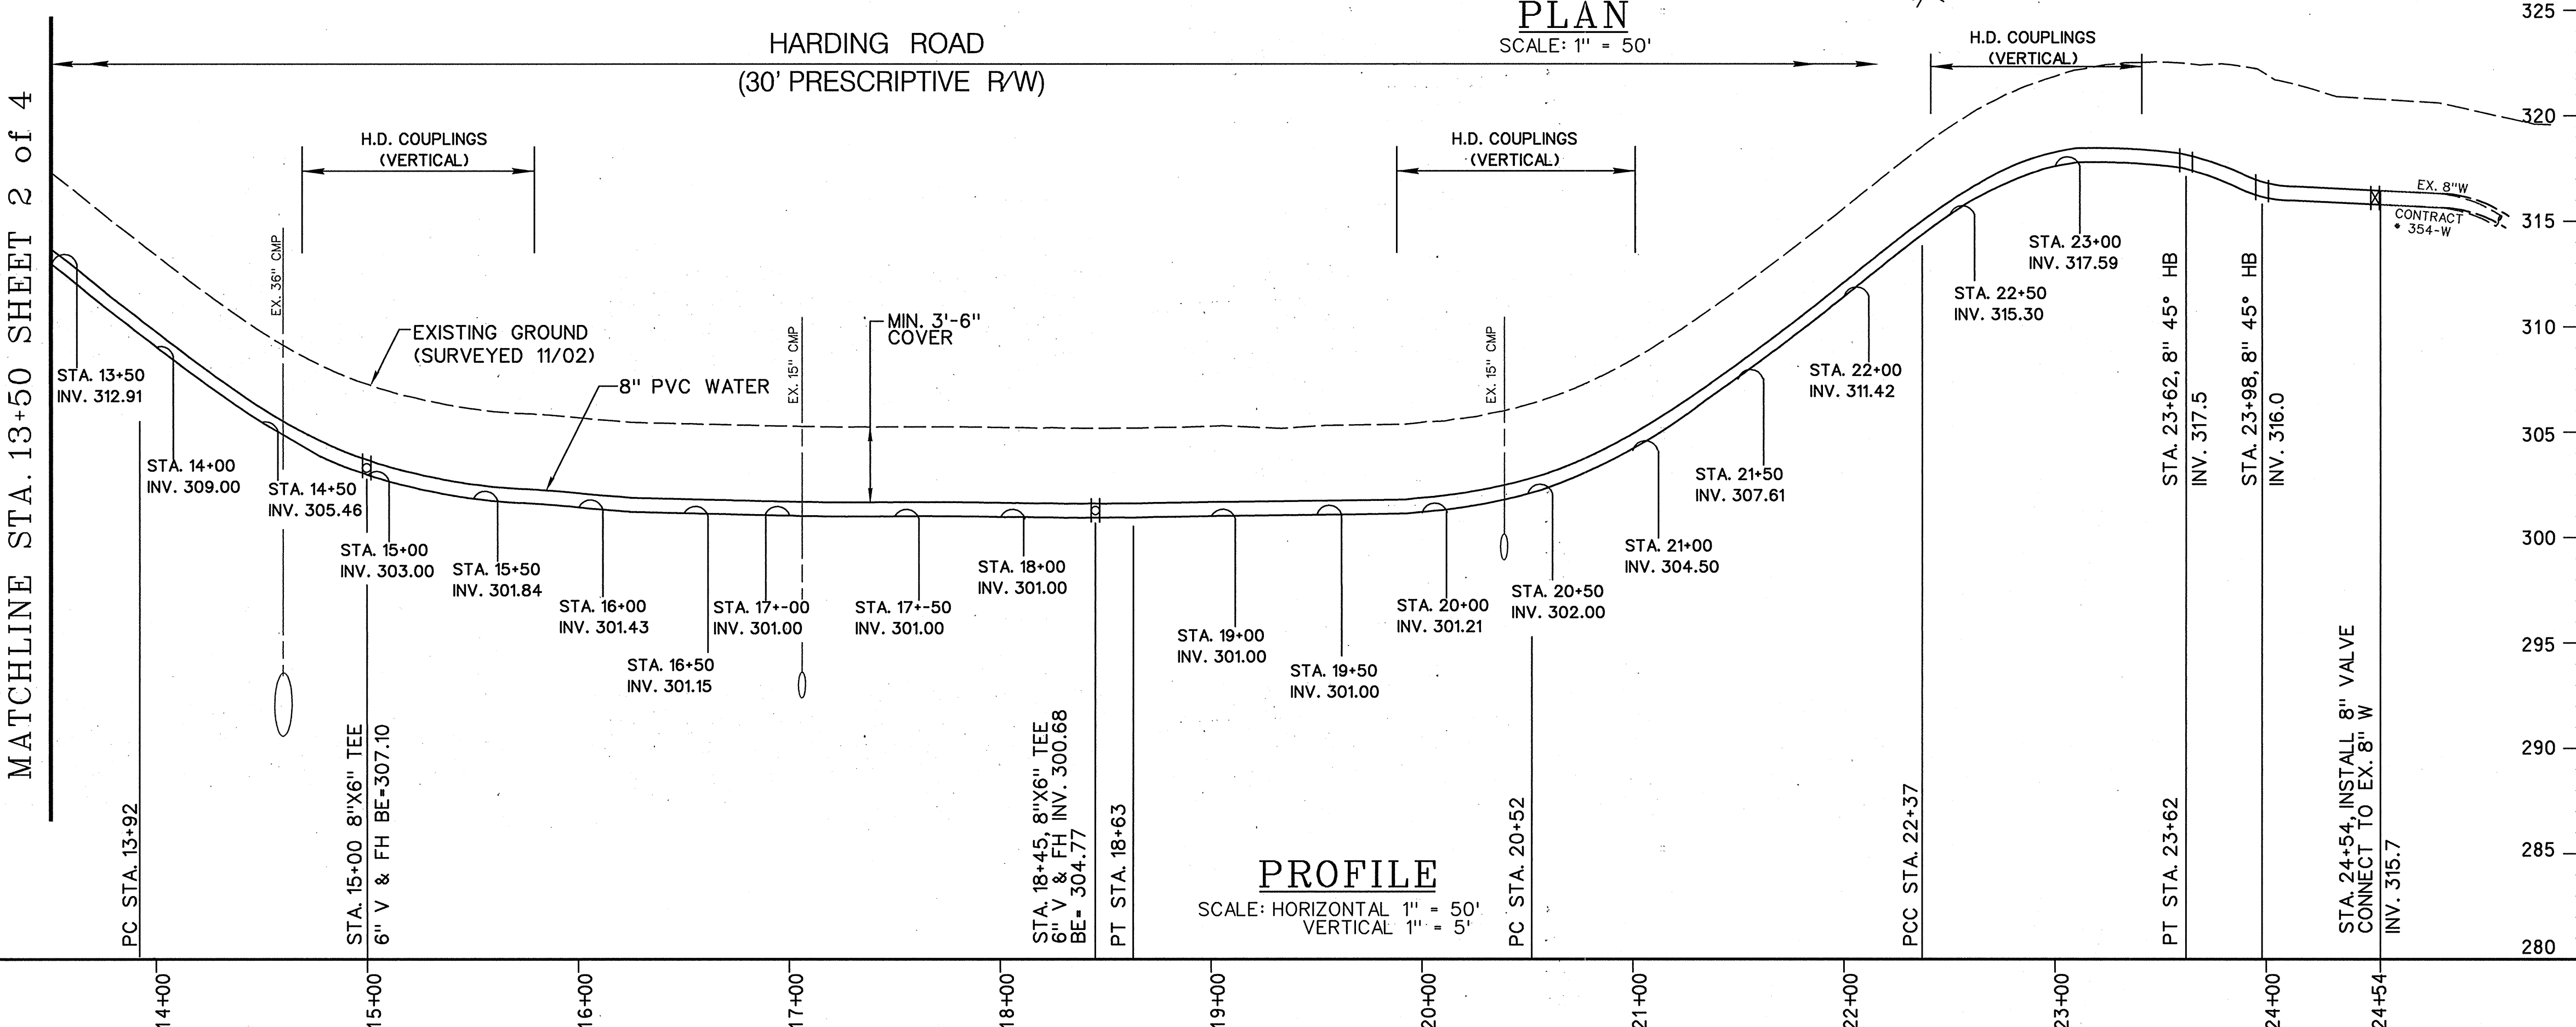 PLAN
SCALE: 1" = 50'
HARDING ROAD
(30' PRESCRIPTIVE R/W)
MATCHLINE STA. 13+50 SHEET 2 of 4
H.D. COUPLINGS
(VERTICAL)
H.D. COUPLINGS
(VERTICAL)
H.D. COUPLINGS
(VERTICAL)
325
320
315
310
305
300
295
290
285
280
EX. 36" CMP
EX. 15" CMP
EX. 15" CMP
EXISTING GROUND
(SURVEYED 11/02)
8" PVC WATER
MIN. 3'-6"
COVER
EX. 8"W
CONTRACT
354-W
STA. 13+50
INV. 312.91
STA. 14+00
INV. 309.00
STA. 14+50
INV. 305.46
STA. 15+00
INV. 303.00
STA. 15+50
INV. 301.84
STA. 16+00
INV. 301.43
STA. 16+50
INV. 301.15
STA. 17+-00
INV. 301.00
STA. 17+-50
INV. 301.00
STA. 18+00
INV. 301.00
STA. 19+00
INV. 301.00
STA. 19+50
INV. 301.00
STA. 20+00
INV. 301.21
STA. 20+50
INV. 302.00
STA. 21+00
INV. 304.50
STA. 21+50
INV. 307.61
STA. 22+00
INV. 311.42
STA. 22+50
INV. 315.30
STA. 23+00
INV. 317.59
PC STA. 13+92
STA. 15+00 8"X6" TEE
6" V & FH BE=307.10
STA. 18+45, 8"X6" TEE
6" V & FH INV. 300.68
BE= 304.77
PT STA. 18+63
PC STA. 20+52
PCC STA. 22+37
PT STA. 23+62
STA. 23+62, 8" 45° HB
INV. 317.5
STA. 23+98, 8" 45° HB
INV. 316.0
STA. 24+54, INSTALL 8" VALVE
CONNECT TO EX. 8" W
INV. 315.7
PROFILE
SCALE: HORIZONTAL 1" = 50'
VERTICAL 1" = 5'
14+00
15+00
16+00
17+00
18+00
19+00
20+00
21+00
22+00
23+00
24+00
24+54